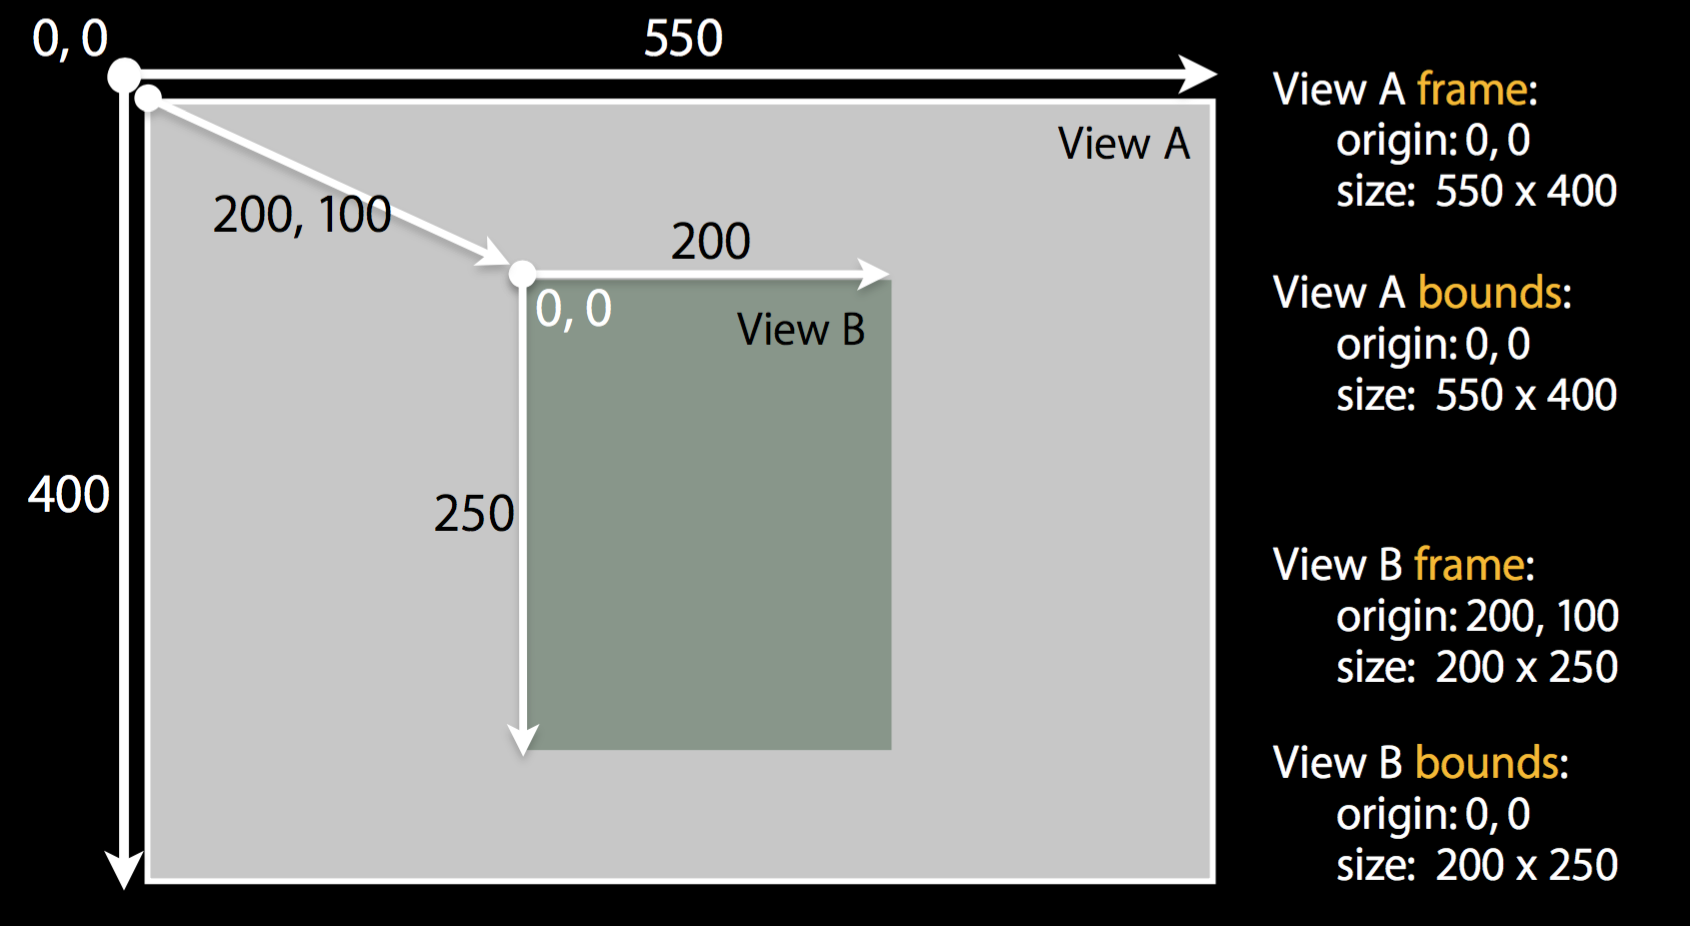 0, 0
550
View A
200, 100
200
0, 0
View B
250
400
View A frame:
origin: 0, 0
size: 550 x 400
View A bounds:
origin: 0, 0
size: 550 x 400
View B frame:
origin: 200, 100
size: 200 x 250
View B bounds:
origin: 0, 0
size: 200 x 250